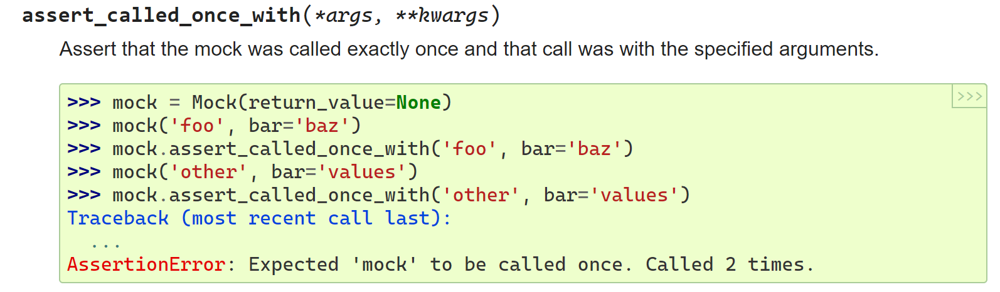 assert_called_once_with(*args, **kwargs)
Assert that the mock was called exactly once and that call was with the specified arguments.
>>> mock = Mock(return_value=None)
>>>
>>> mock('foo', bar='baz')
>>> mock.assert_called_once_with('foo', bar='baz')
>>> mock('other', bar='values')
>>> mock.assert_called_once_with('other', bar='values')
Traceback (most recent call last):
  ...
AssertionError: Expected 'mock' to be called once. Called 2 times.